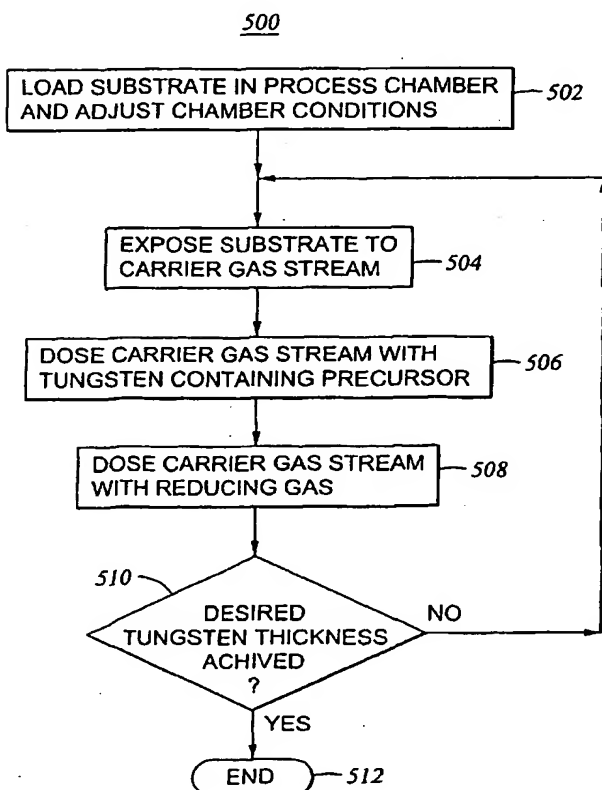 500
LOAD SUBSTRATE IN PROCESS CHAMBER
AND ADJUST CHAMBER CONDITIONS
502
EXPOSE SUBSTRATE TO
CARRIER GAS STREAM
504
DOSE CARRIER GAS STREAM WITH
TUNGSTEN CONTAINING PRECURSOR
506
DOSE CARRIER GAS STREAM
WITH REDUCING GAS
508
510
DESIRED
TUNGSTEN THICKNESS
ACHIVED
?
NO
YES
END
512